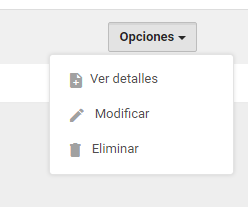 Opciones
Ver detalles
Modificar
Eliminar